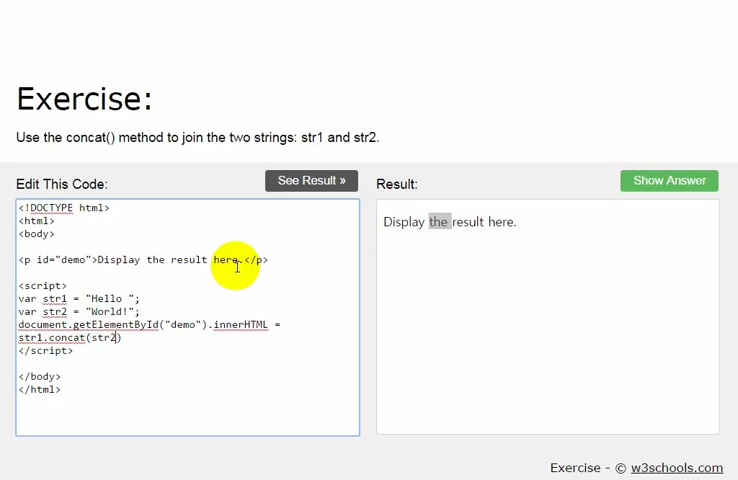 Exercise:
Use the concat() method to join the two strings: str1 and str2.
Edit This Code:
See Result »
Result:
Show Answer
<!DOCTYPE html>
<html>
<body>
<p id="demo">Display the result here.</p>
<script>
var str1 = "Hello ";
var str2 = "World!";
document.getElementById("demo").innerHTML =
str1.concat(str2)
</script>
</body>
</html>
Display the result here.
Exercise - © w3schools.com